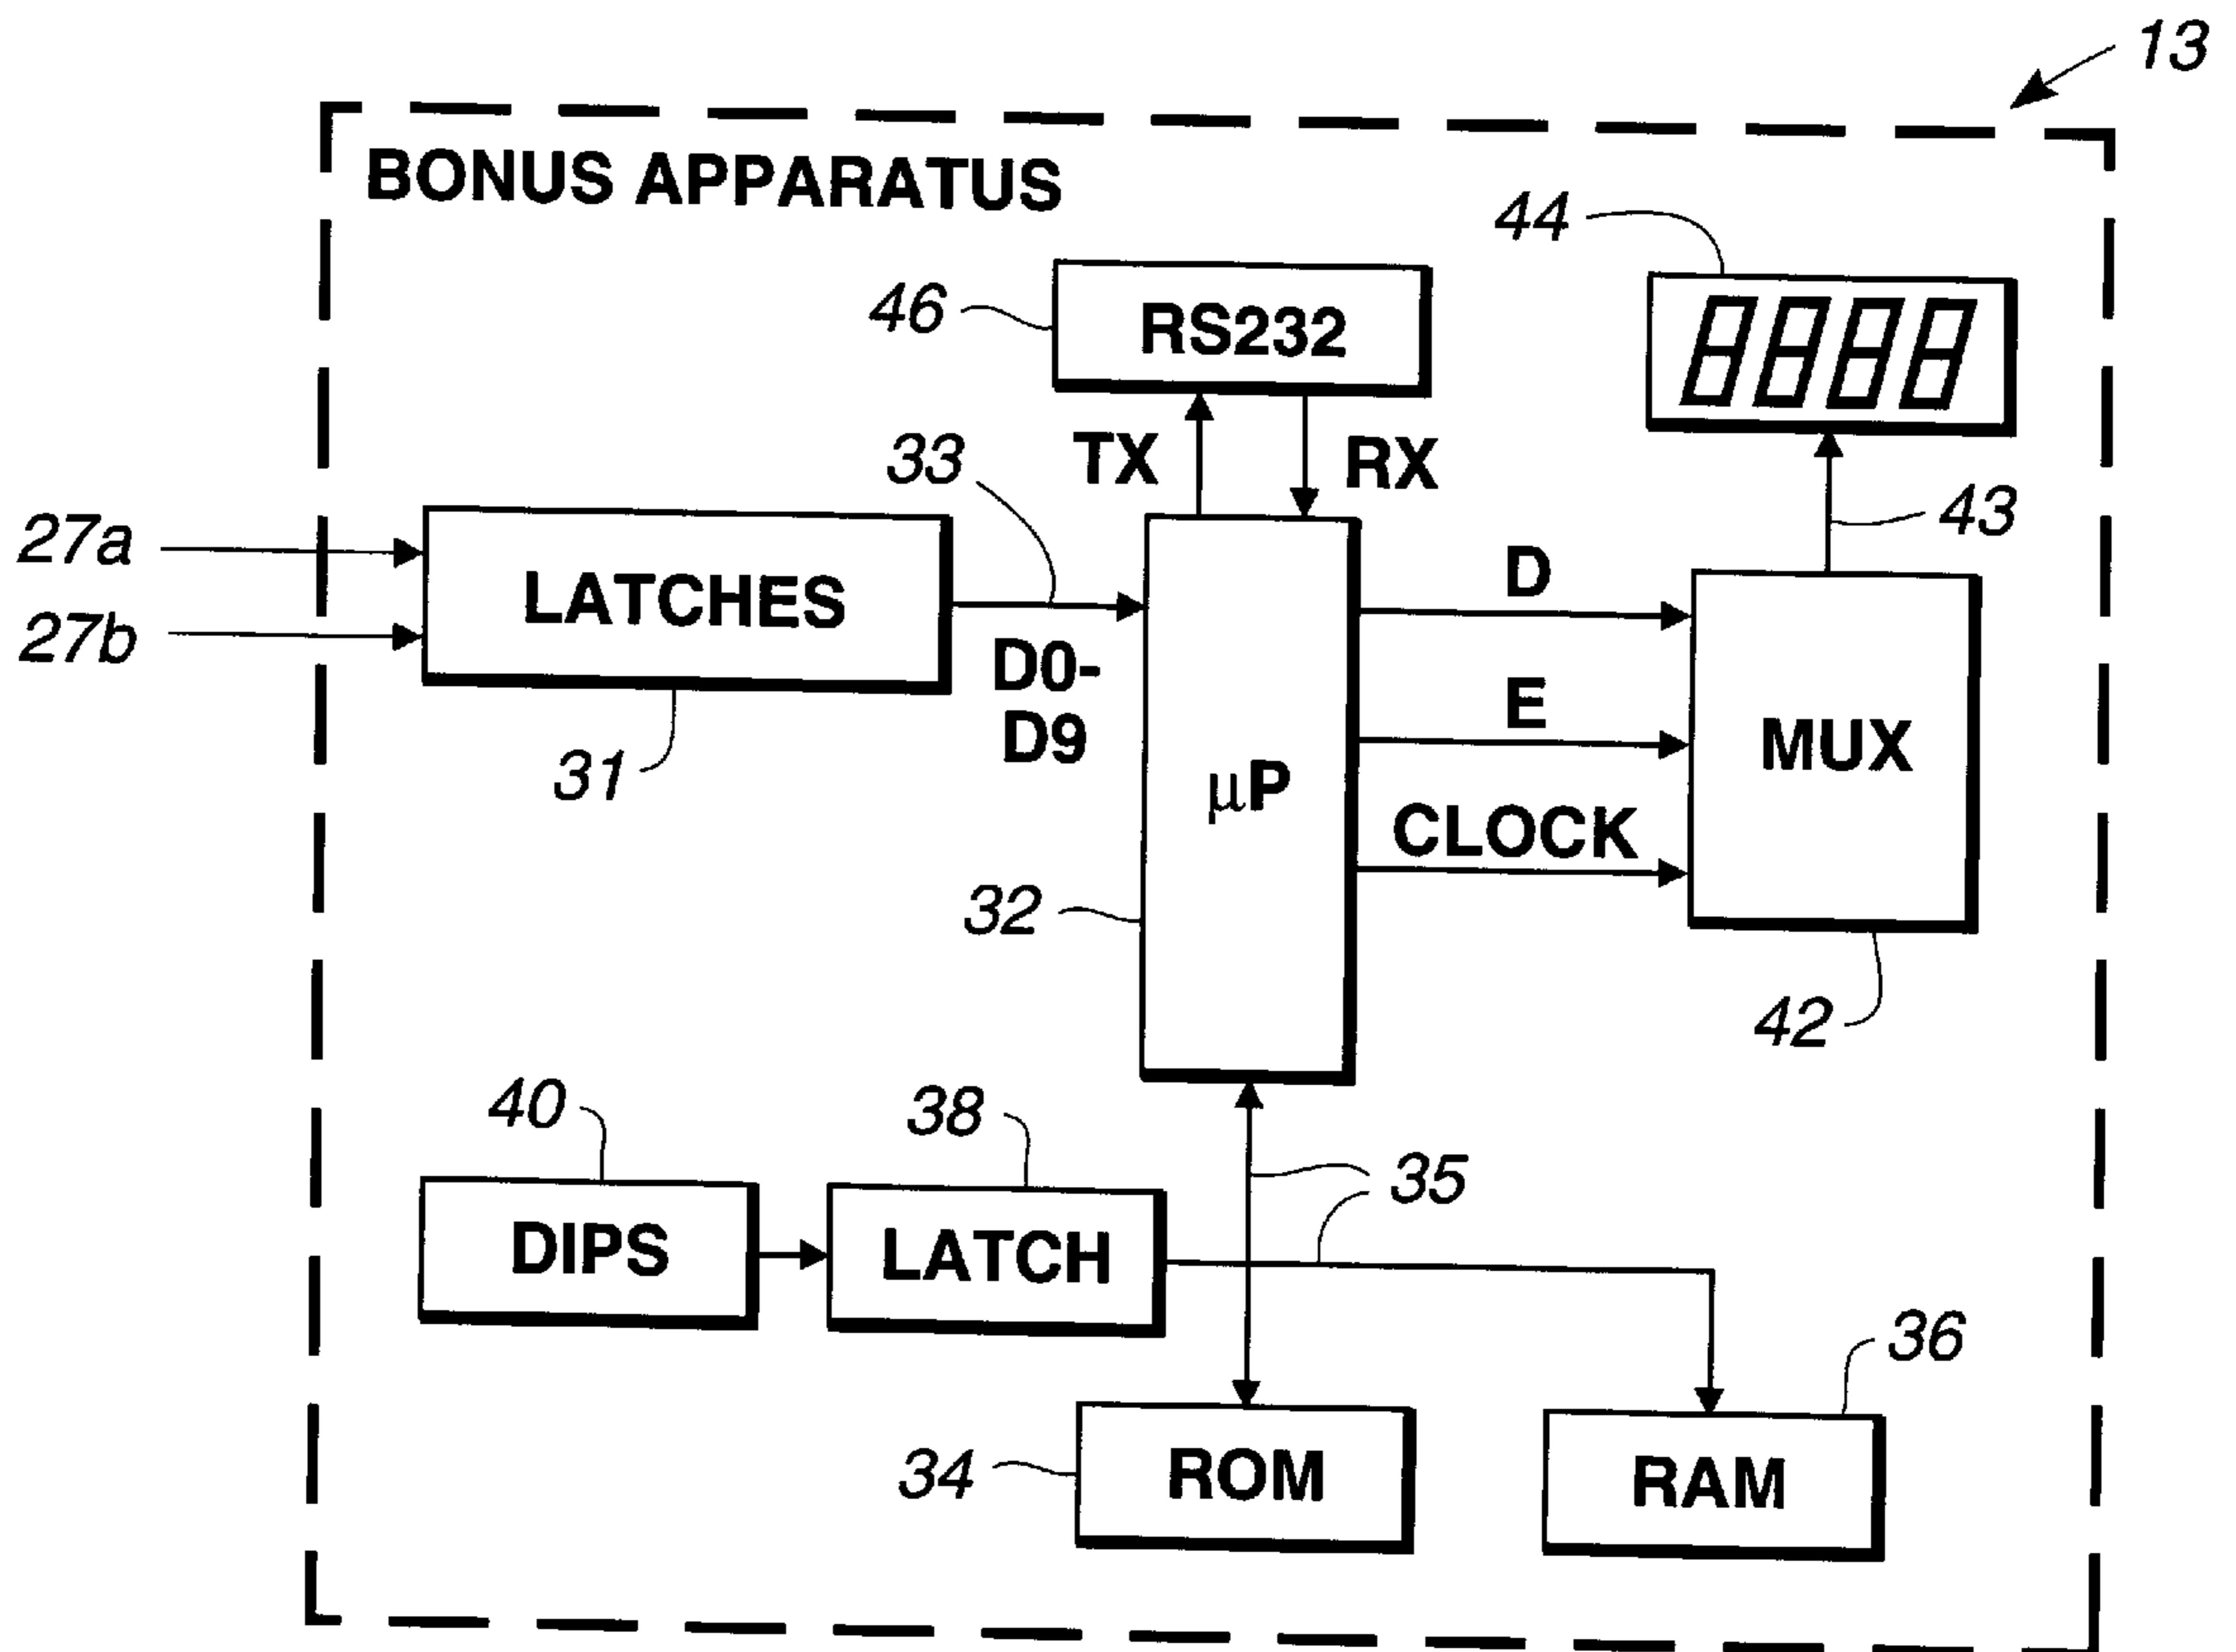 13
BONUS APPARATUS
44
46
RS232
33
TX
RX
43
27a
27b
LATCHES
D0-
D9
D
E
CLOCK
MUX
31
µP
32
42
40
38
35
DIPS
LATCH
36
34
ROM
RAM